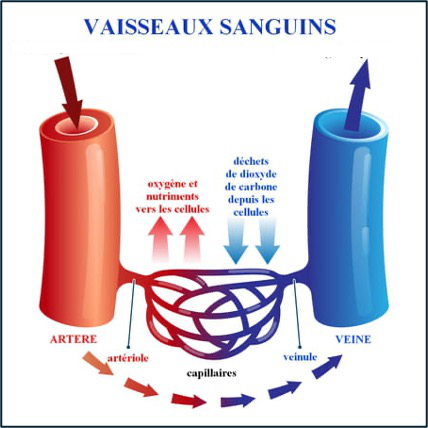 VAISSEAUX SANGUINS
oxygène et
nutriments
vers les cellules
déchets
de dioxyde
de carbone
depuis les
cellules
ARTERE
artériole
capillaires
veinule
VEINE